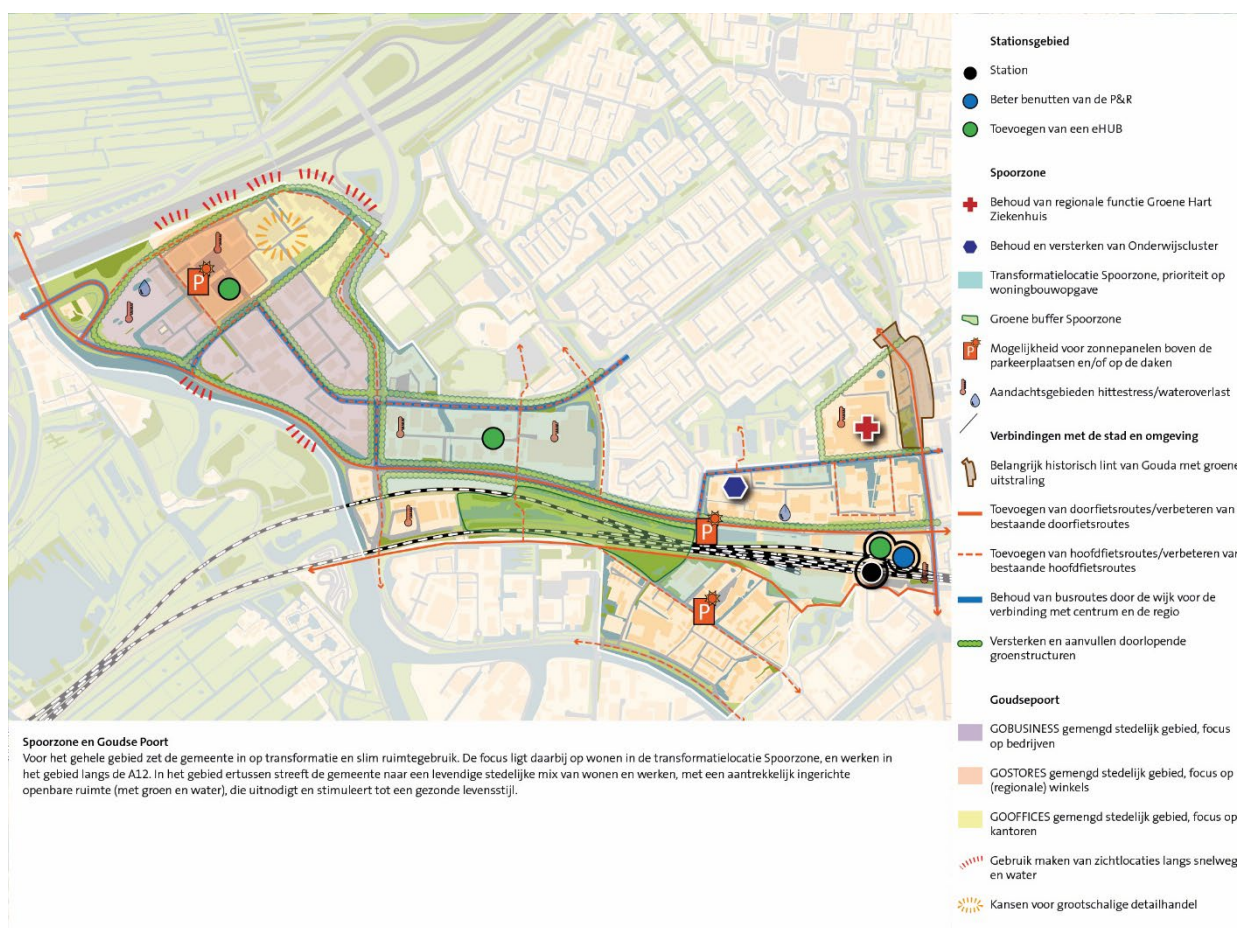 Stationsgebied
Station
Beter benutten van de P&R
Toevoegen van een eHUB
Spoorzone
Behoud van regionale functie Groene Hart
Ziekenhuis
Behoud en versterken van Onderwijscluster
Transformatielocatie Spoorzone, prioriteit op
woningbouwopgave
Groene buffer Spoorzone
Mogelijkheid voor zonnepanelen boven de
parkeerplaatsen en/of op de daken
Aandachtsgebieden hittestress/wateroverlast
Verbindingen met de stad en omgeving
Belangrijk historisch lint van Gouda met groene
uitstraling
Toevoegen van doorfietsroutes/verbeteren van
bestaande doorfietsroutes
Toevoegen van hoofdfietsroutes/verbeteren van
bestaande hoofdfietsroutes
Behoud van busroutes door de wijk voor de
verbinding met centrum en de regio
Versterken en aanvullen doorlopende
groenstructuren
Goudsepoort
GOBUSINESS gemengd stedelijk gebied, focus
op bedrijven
GOSTORES gemengd stedelijk gebied, focus op
(regionale) winkels
GOOFFICES gemengd stedelijk gebied, focus op
kantoren
Gebruik maken van zichtlocaties langs snelweg
en water
Kansen voor grootschalige detailhandel
P
P
P
P
Spoorzone en Goudse Poort
Voor het gehele gebied zet de gemeente in op transformatie en slim ruimtegebruik. De focus ligt daarbij op wonen in de transformatielocatie Spoorzone, en werken in
het gebied langs de A12. In het gebied ertussen streeft de gemeente naar een levendige stedelijke mix van wonen en werken, met een aantrekkelijk ingerichte
openbare ruimte (met groen en water), die uitnodigt en stimuleert tot een gezonde levensstijl.